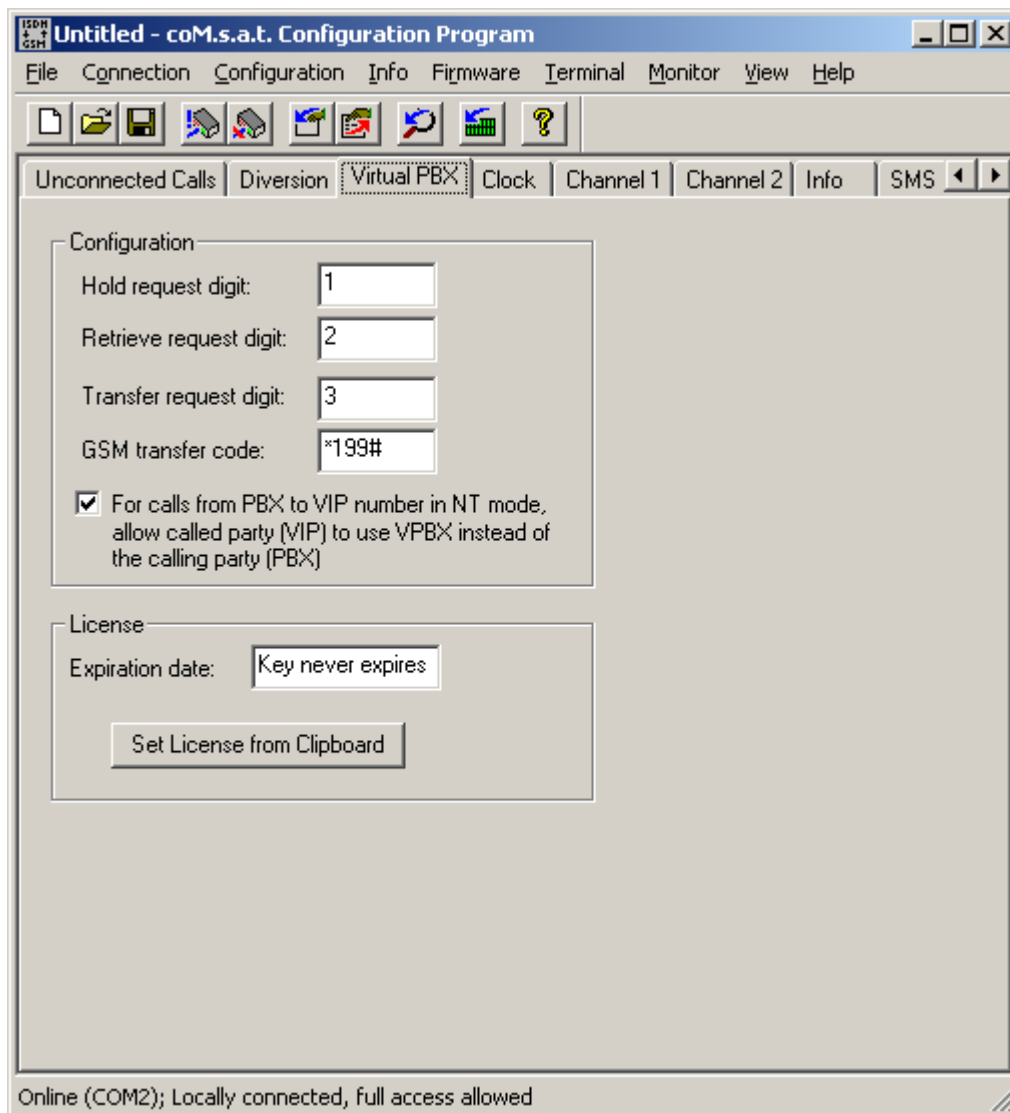 ISDN
GSM
Untitled - coM.s.a.t. Configuration Program
File Connection Configuration Info Firmware Terminal Monitor View Help
Unconnected Calls Diversion Virtual PBX Clock Channel 1 Channel 2 Info SMS
Configuration
Hold request digit: 1
Retrieve request digit: 2
Transfer request digit: 3
GSM transfer code: *199#
For calls from PBX to VIP number in NT mode,
allow called party (VIP) to use VPBX instead of
the calling party (PBX)
License
Expiration date: Key never expires
Set License from Clipboard
Online (COM2); Locally connected, full access allowed